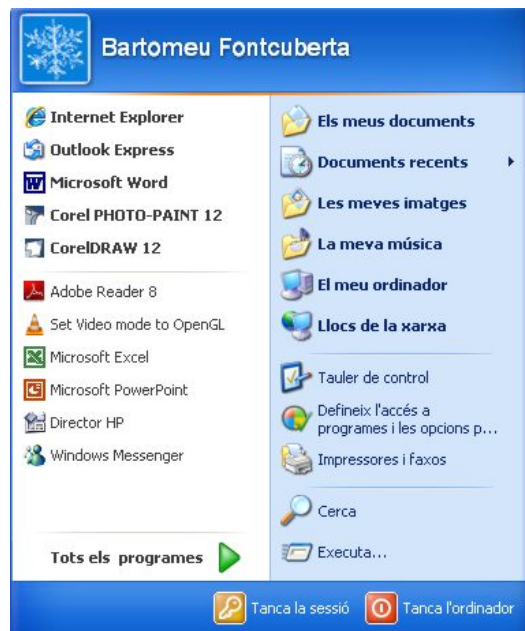 Bartomeu Fontcuberta
Internet Explorer
Outlook Express
Microsoft Word
Corel PHOTO-PAINT 12
CorelDRAW 12
Adobe Reader 8
Set Video mode to OpenGL
Microsoft Excel
Microsoft PowerPoint
Director HP
Windows Messenger
Tots els programes
Els meus documents
Documents recents
Les meves imatges
La meva música
El meu ordinador
Llocs de la xarxa
Tauler de control
Defineix l'accés a
programes i les opcions p...
Impressores i faxos
Cerca
Executa...
Tanca la sessió
Tanca l'ordinador